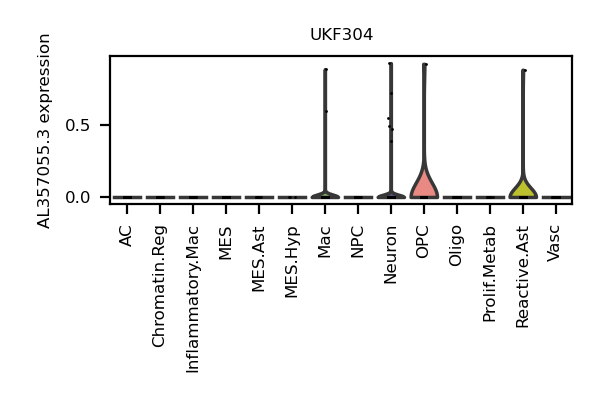 UKF304
AL357055.3 expression
0.5
0.0
AC
Chromatin.Reg
Inflammatory.Mac
MES
MES.Ast
MES.Hyp
Mac
NPC
Neuron
OPC
Oligo
Prolif.Metab
Reactive.Ast
Vasc